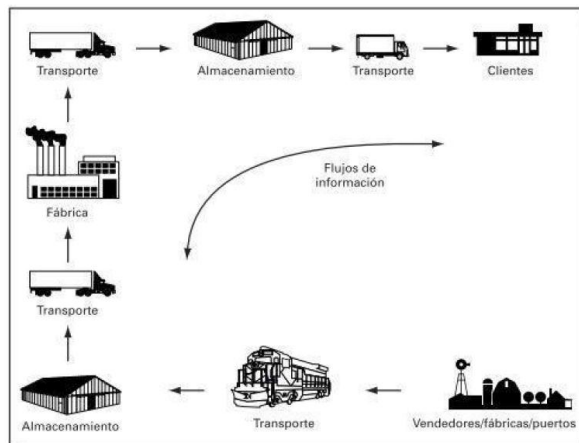 Transporte
Almacenamiento
Transporte
Clientes
Flujos de
información
Fábrica
Transporte
Almacenamiento
Transporte
Vendedores/fábricas/puertos